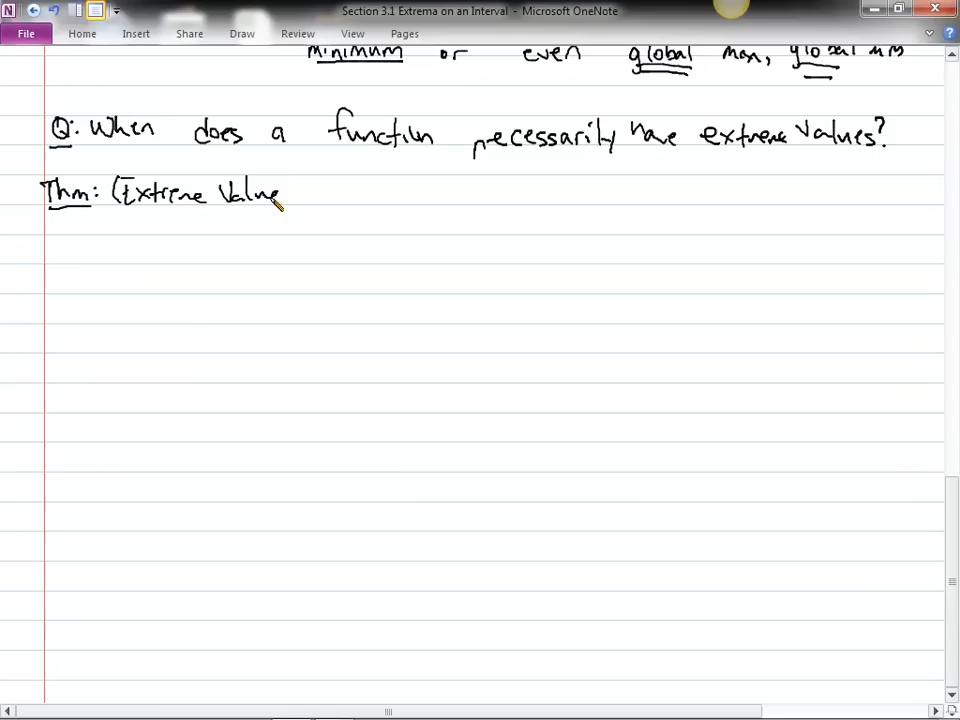 Section 3.1 Extrema on an Interval - Microsoft OneNote
File Home Insert Share Draw Review View Pages
minimum or even global max, global min
Q: When does a function necessarily have extreme values?
Thm: (Extreme Value